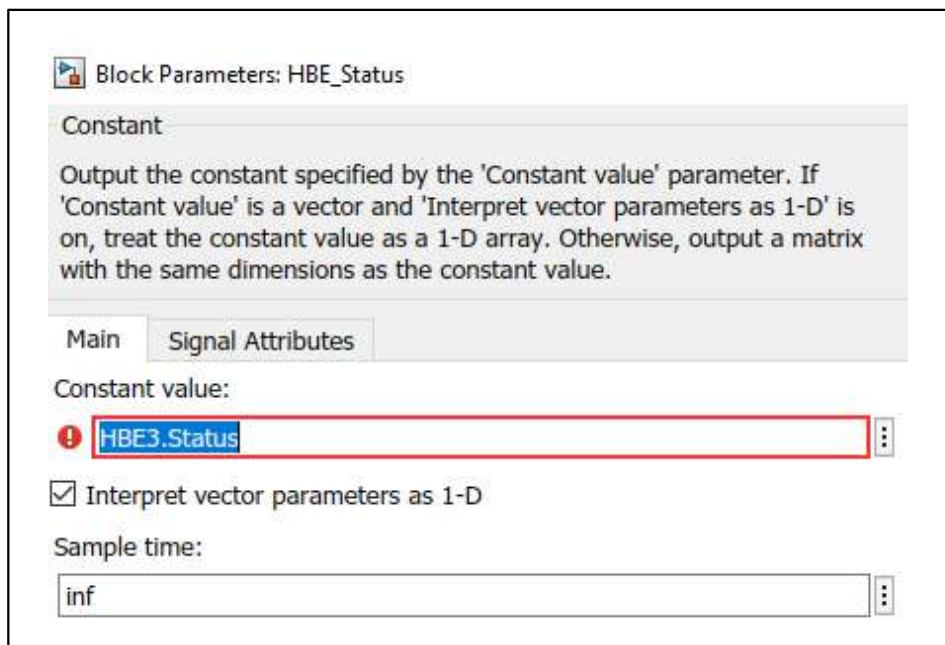 Block Parameters: HBE_Status
Constant
Output the constant specified by the 'Constant value' parameter. If
'Constant value' is a vector and 'Interpret vector parameters as 1-D' is
on, treat the constant value as a 1-D array. Otherwise, output a matrix
with the same dimensions as the constant value.
Main Signal Attributes
Constant value:
HBE3.Status
Interpret vector parameters as 1-D
Sample time:
inf